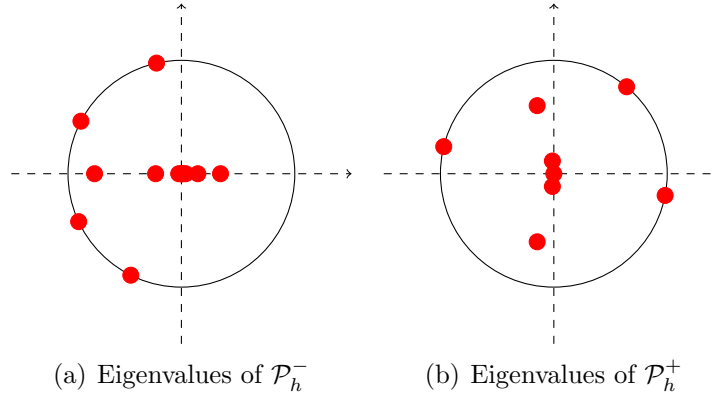 (a) Eigenvalues of $\mathcal{P}_h^-$
(b) Eigenvalues of $\mathcal{P}_h^+$